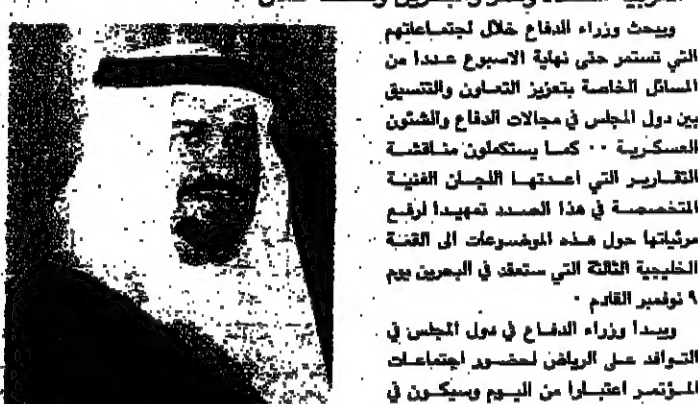 ويبحث وزراء الدفاع خلال اجتماعاتهم
التي تستمر حتى نهاية الاسبوع عددا من
المسائل الخاصة بتعزيز التعاون والتنسيق
بين دول المجلس في مجالات الدفاع والشئون
العسكرية ٠٠ كما يستكملون مناقشة
التقارير التي اعدتها اللجان الفنية
المتخصصة في هذا الصدد تمهيدا لرفع
مرئياتها حول هذه الموضوعات الى القمة
الخليجية الثالثة التي ستعقد في البحرين يوم
٩ نوفمبر القادم ٠
ويبدأ وزراء الدفاع في دول المجلس في
التوافد على الرياض لحضور اجتماعات
المؤتمر اعتبارا من اليوم وسيكون في